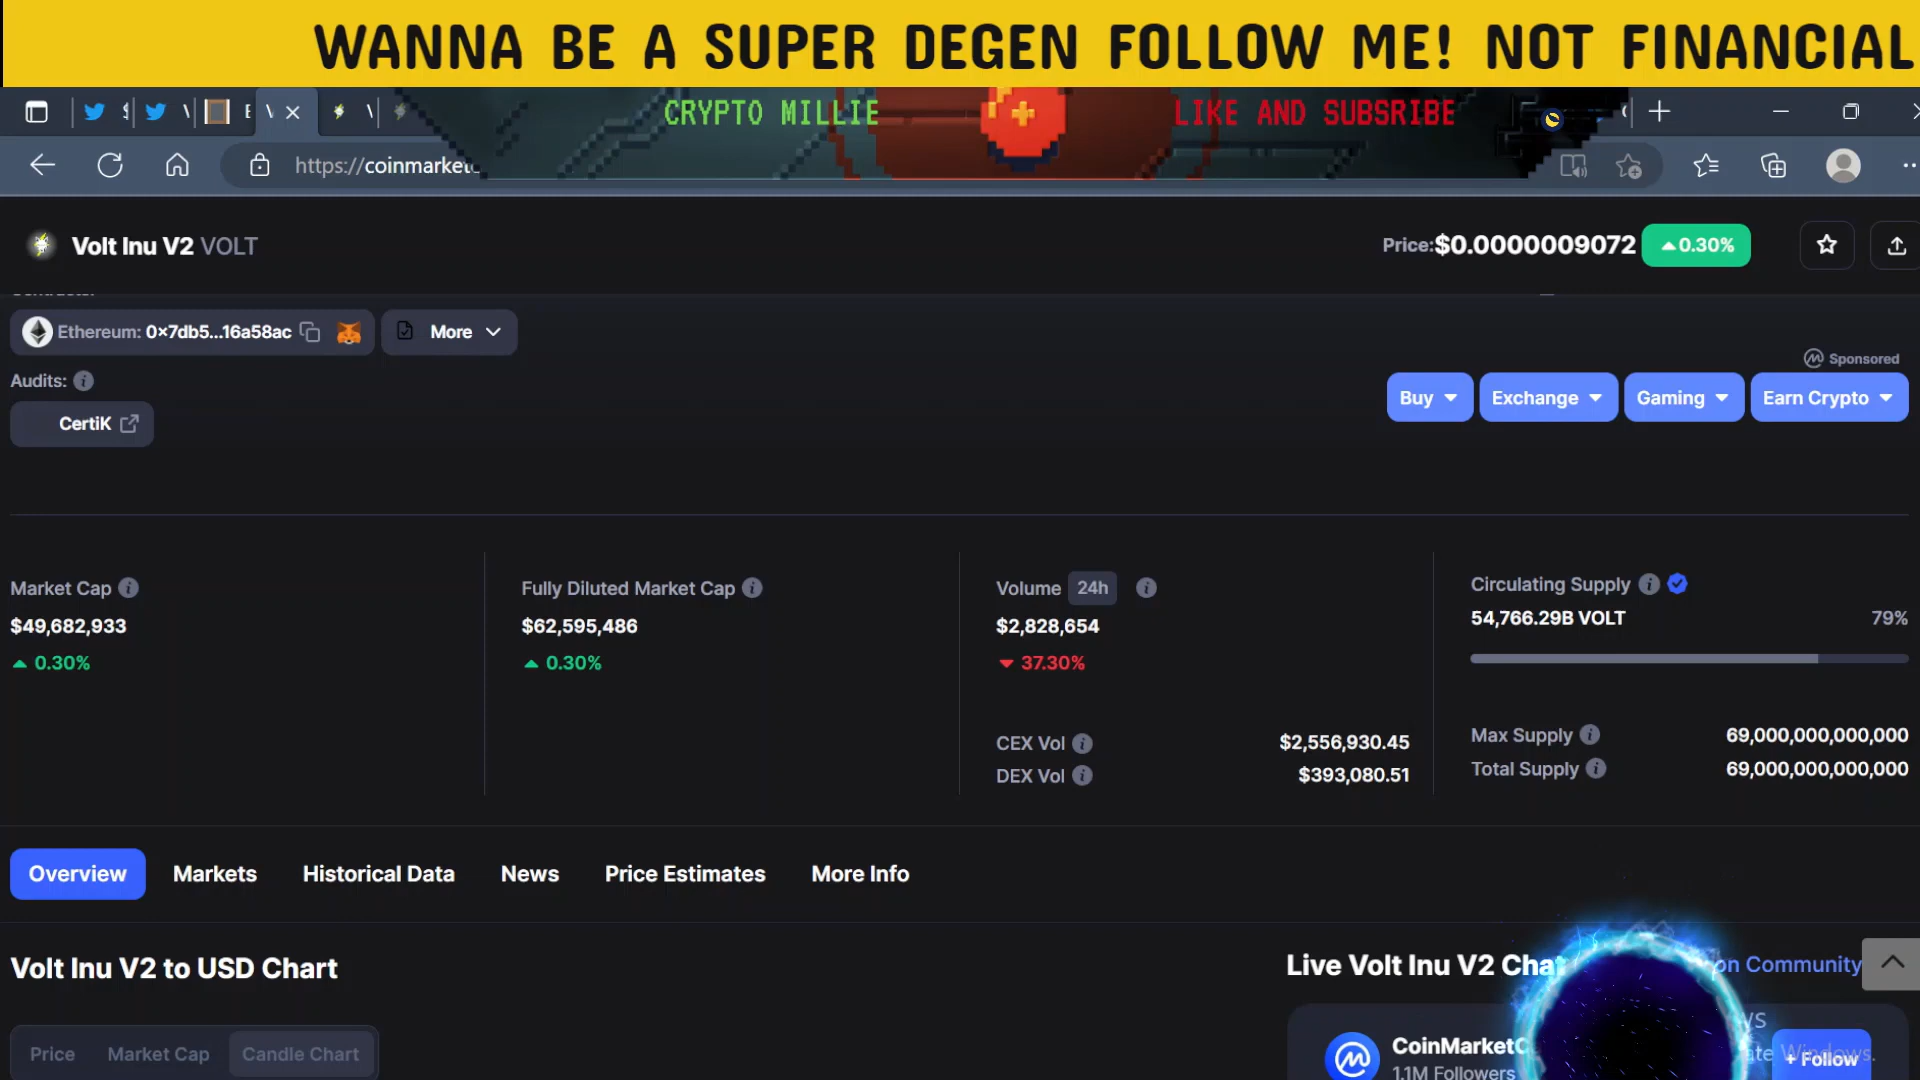 WANNA BE A SUPER DEGEN FOLLOW ME! NOT FINANCIAL
CRYPTO MILLIE
LIKE AND SUBSRIBE
https://coinmarket
Volt Inu V2 VOLT
Price: $0.0000009072 0.30%
Ethereum: 0x7db5...16a58ac
More
Sponsored
Audits:
Buy
Exchange
Gaming
Earn Crypto
CertiK
Market Cap
$49,682,933
0.30%
Fully Diluted Market Cap
$62,595,486
0.30%
Volume 24h
$2,828,654
37.30%
CEX Vol $2,556,930.45
DEX Vol $393,080.51
Circulating Supply
54,766.29B VOLT 79%
Max Supply 69,000,000,000,000
Total Supply 69,000,000,000,000
Overview
Markets
Historical Data
News
Price Estimates
More Info
Volt Inu V2 to USD Chart
Price
Market Cap
Candle Chart
Live Volt Inu V2 Cha
on Community
CoinMarketC
1.1M Followers
+ Follow
Windows.